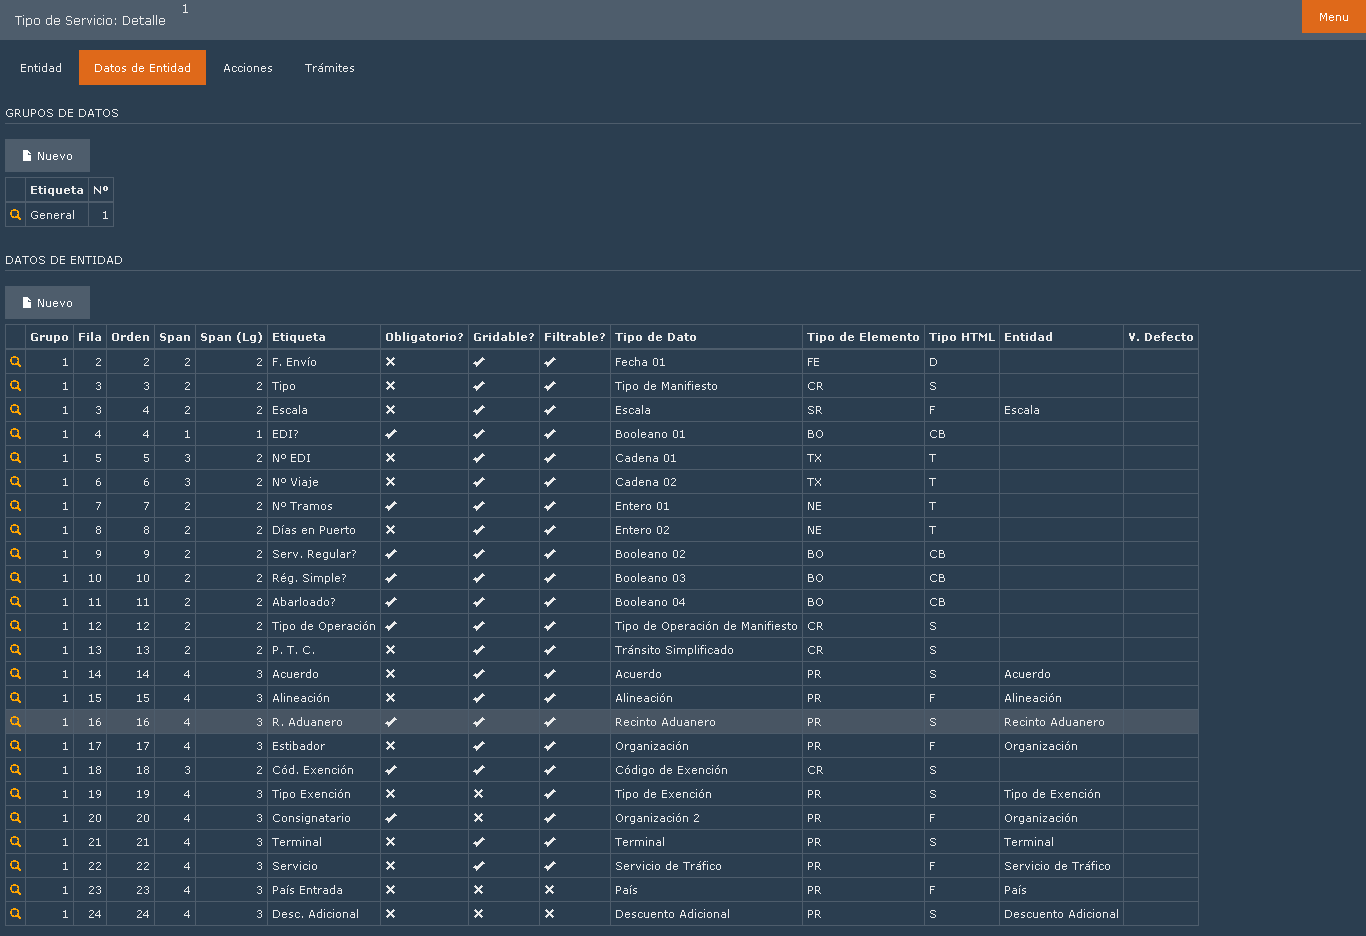 Tipo de Servicio: Detalle 1 Menu
Entidad Datos de Entidad Acciones Trámites
GRUPOS DE DATOS
Nuevo
Etiqueta Nº
General 1
DATOS DE ENTIDAD
Nuevo
Grupo Fila Orden Span Span (Lg) Etiqueta Obligatorio? Gridable? Filtrable? Tipo de Dato Tipo de Elemento Tipo HTML Entidad V. Defecto
1 2 2 2 2 F. Envío Fecha 01 FE D
1 3 3 2 2 Tipo Tipo de Manifiesto CR S
1 3 4 2 2 Escala Escala SR F Escala
1 4 4 1 1 EDI? Booleano 01 BO CB
1 5 5 3 2 Nº EDI Cadena 01 TX T
1 6 6 3 2 Nº Viaje Cadena 02 TX T
1 7 7 2 2 Nº Tramos Entero 01 NE T
1 8 8 2 2 Días en Puerto Entero 02 NE T
1 9 9 2 2 Serv. Regular? Booleano 02 BO CB
1 10 10 2 2 Rég. Simple? Booleano 03 BO CB
1 11 11 2 2 Abarloado? Booleano 04 BO CB
1 12 12 2 2 Tipo de Operación Tipo de Operación de Manifiesto CR S
1 13 13 2 2 P. T. C. Tránsito Simplificado CR S
1 14 14 4 3 Acuerdo Acuerdo PR S Acuerdo
1 15 15 4 3 Alineación Alineación PR F Alineación
1 16 16 4 3 R. Aduanero Recinto Aduanero PR S Recinto Aduanero
1 17 17 4 3 Estibador Organización PR F Organización
1 18 18 3 2 Cód. Exención Código de Exención CR S
1 19 19 4 3 Tipo Exención Tipo de Exención PR S Tipo de Exención
1 20 20 4 3 Consignatario Organización 2 PR F Organización
1 21 21 4 3 Terminal Terminal PR S Terminal
1 22 22 4 3 Servicio Servicio de Tráfico PR F Servicio de Tráfico
1 23 23 4 3 País Entrada País PR F País
1 24 24 4 3 Desc. Adicional Descuento Adicional PR S Descuento Adicional